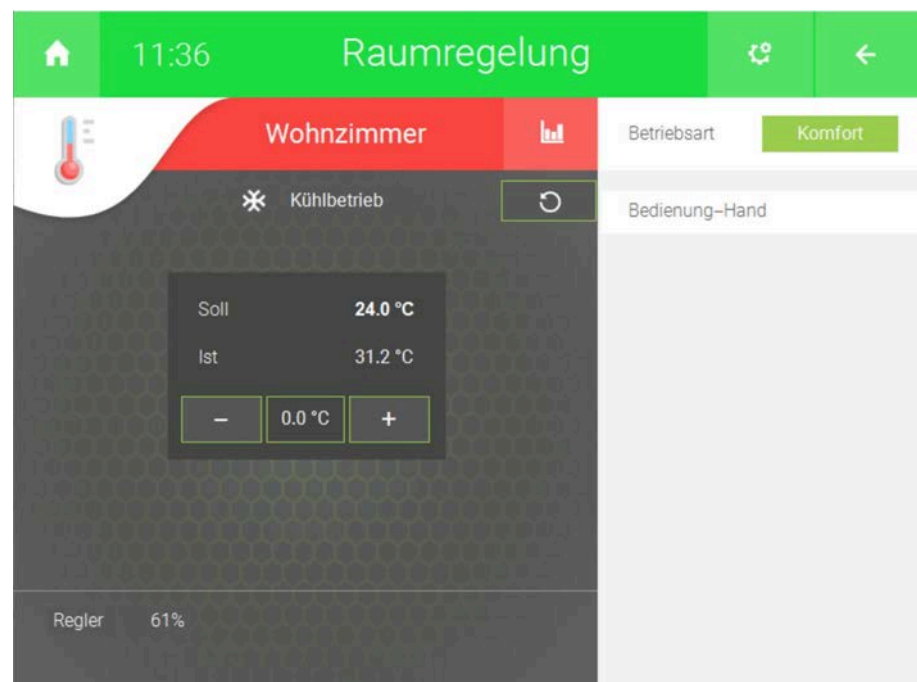 11:36 Raumregelung
Wohnzimmer
Betriebsart Komfort
Kühlbetrieb
Bedienung-Hand
Soll 24.0 °C
Ist 31.2 °C
– 0.0 °C +
Regler 61%